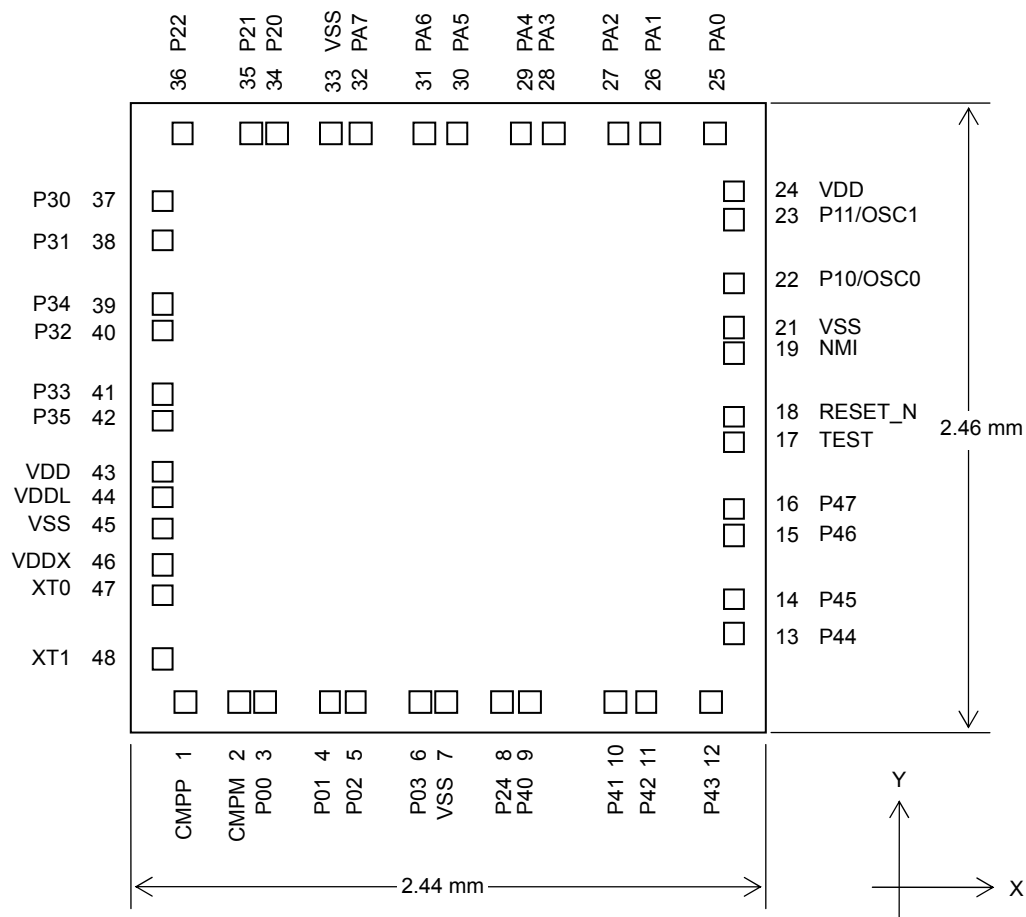 36 P22
35 P21
34 P20
33 VSS
32 PA7
31 PA6
30 PA5
29 PA4
28 PA3
27 PA2
26 PA1
25 PA0
P30 37
P31 38
P34 39
P32 40
P33 41
P35 42
VDD 43
VDDL 44
VSS 45
VDDX 46
XT0 47
XT1 48
24 VDD
23 P11/OSC1
22 P10/OSC0
21 VSS
19 NMI
18 RESET_N
17 TEST
16 P47
15 P46
14 P45
13 P44
2.46 mm
CMPP 1
CMPM 2
P00 3
P01 4
P02 5
P03 6
VSS 7
P24 8
P40 9
P41 10
P42 11
P43 12
2.44 mm
Y
X